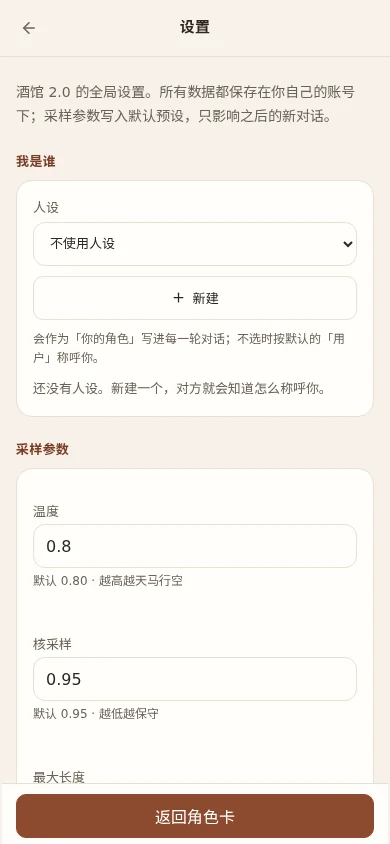 设置
酒馆 2.0 的全局设置。所有数据都保存在你自己的账号
下；采样参数写入默认预设，只影响之后的新对话。
我是谁
人设
不使用人设
+ 新建
会作为「你的角色」写进每一轮对话；不选时按默认的「用
户」称呼你。
还没有人设。新建一个，对方就会知道怎么称呼你。
采样参数
温度
0.8
默认 0.80 · 越高越天马行空
核采样
0.95
默认 0.95 · 越低越保守
最大长度
返回角色卡